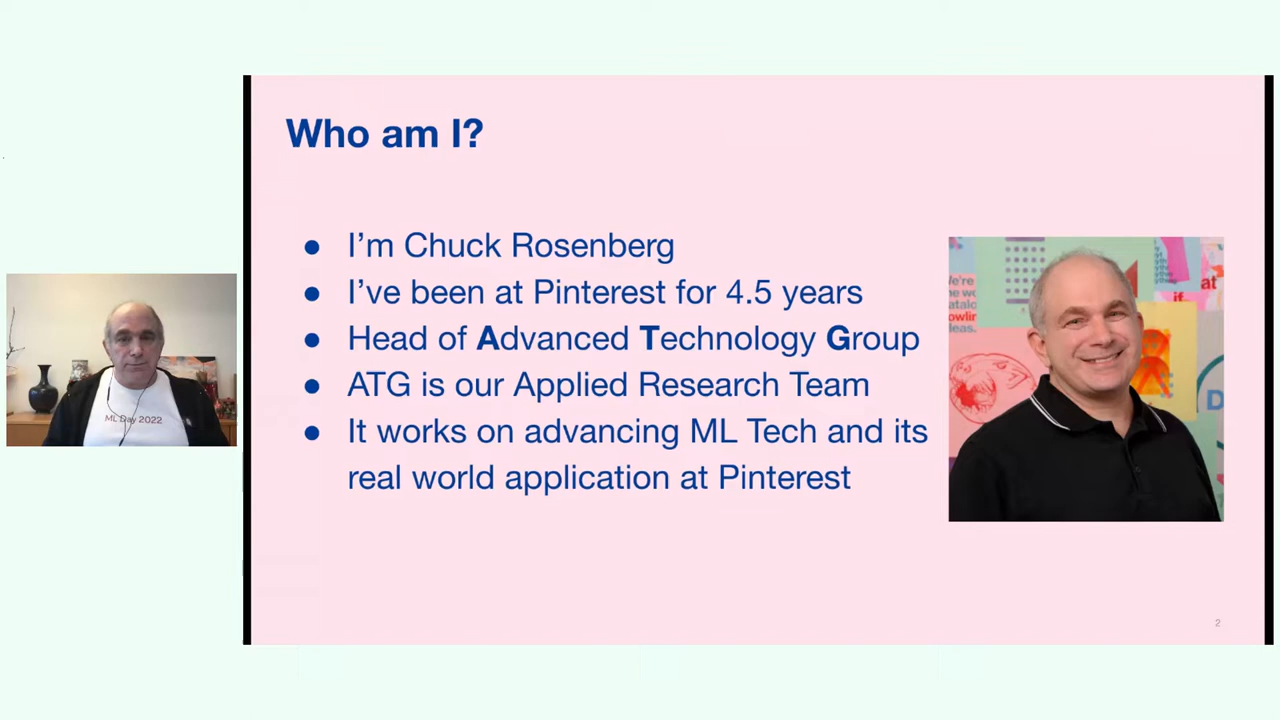 Who am I?
● I'm Chuck Rosenberg
● I've been at Pinterest for 4.5 years
● Head of Advanced Technology Group
● ATG is our Applied Research Team
● It works on advancing ML Tech and its
real world application at Pinterest
ML Day 2022
2